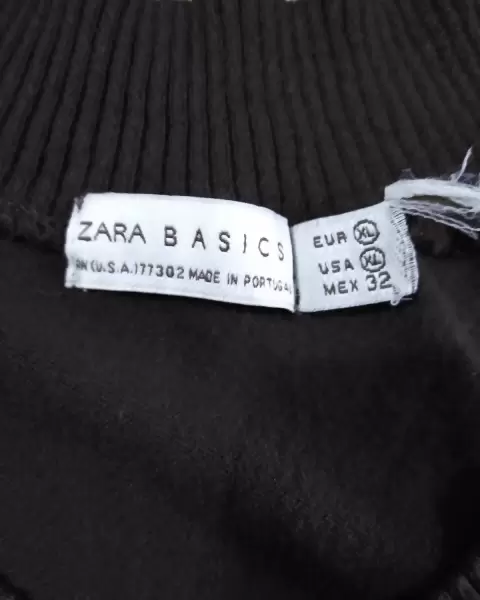 ZARA BASICS
RN(U.S.A.)77302 MADE IN PORTUGAL
EUR XL
USA XL
MEX 32